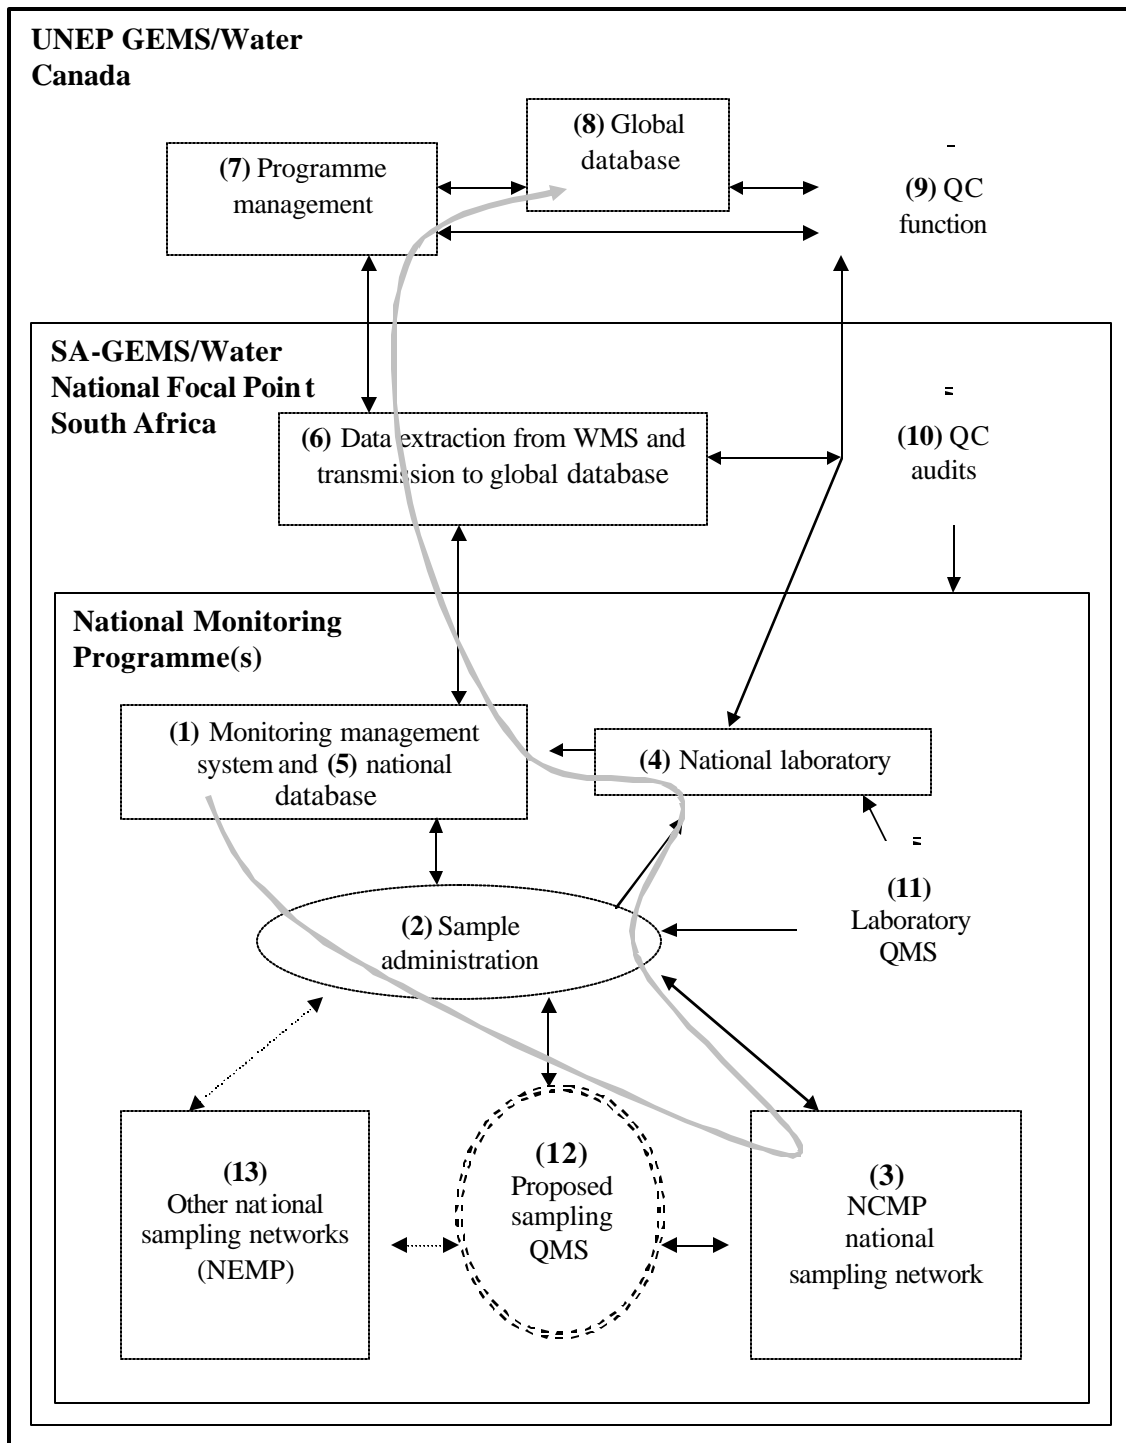 UNEP GEMS/Water
Canada
(8) Global
database
(7) Programme
management
(9) QC
function
SA-GEMS/Water
National Focal Point
South Africa
(6) Data extraction from WMS and
transmission to global database
(10) QC
audits
National Monitoring
Programme(s)
(1) Monitoring management
system and (5) national
database
(4) National laboratory
(11)
Laboratory
QMS
(2) Sample
administration
(13)
Other national
sampling networks
(NEMP)
(12)
Proposed
sampling
QMS
(3)
NCMP
national
sampling network